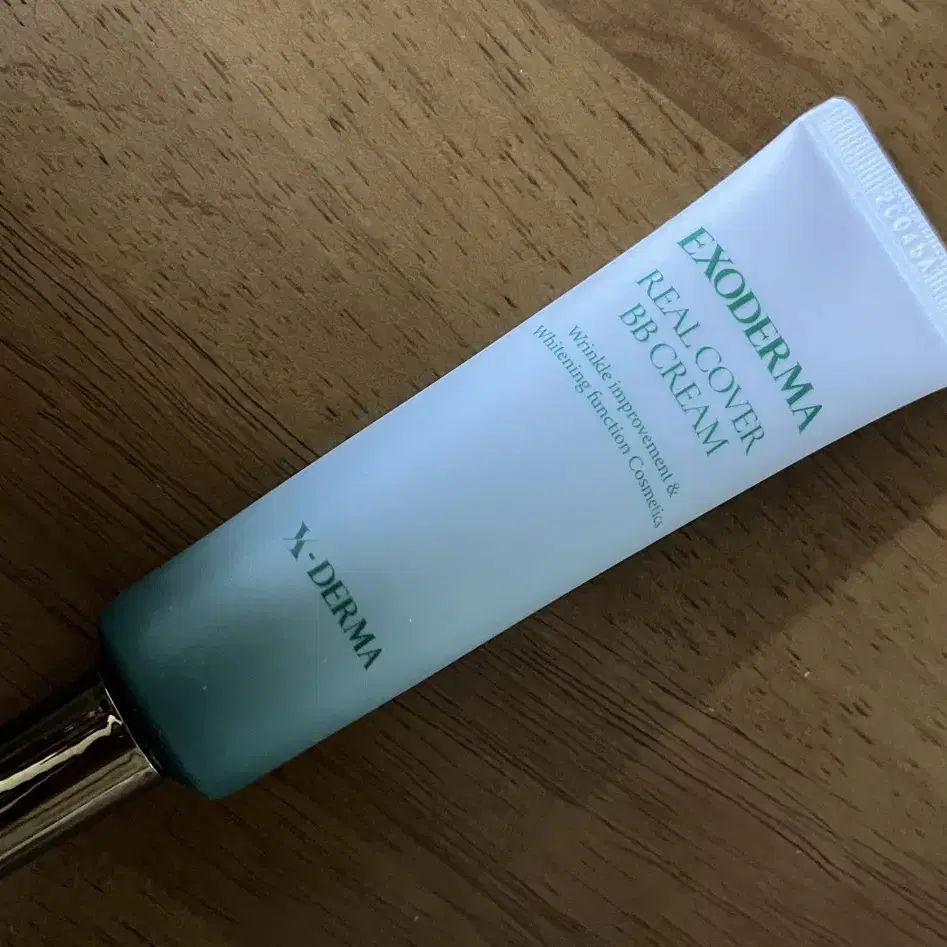 EXODERMA
REAL COVER
BB CREAM
Wrinkle improvement &
Whitening function Cosmetics
X-DERMA